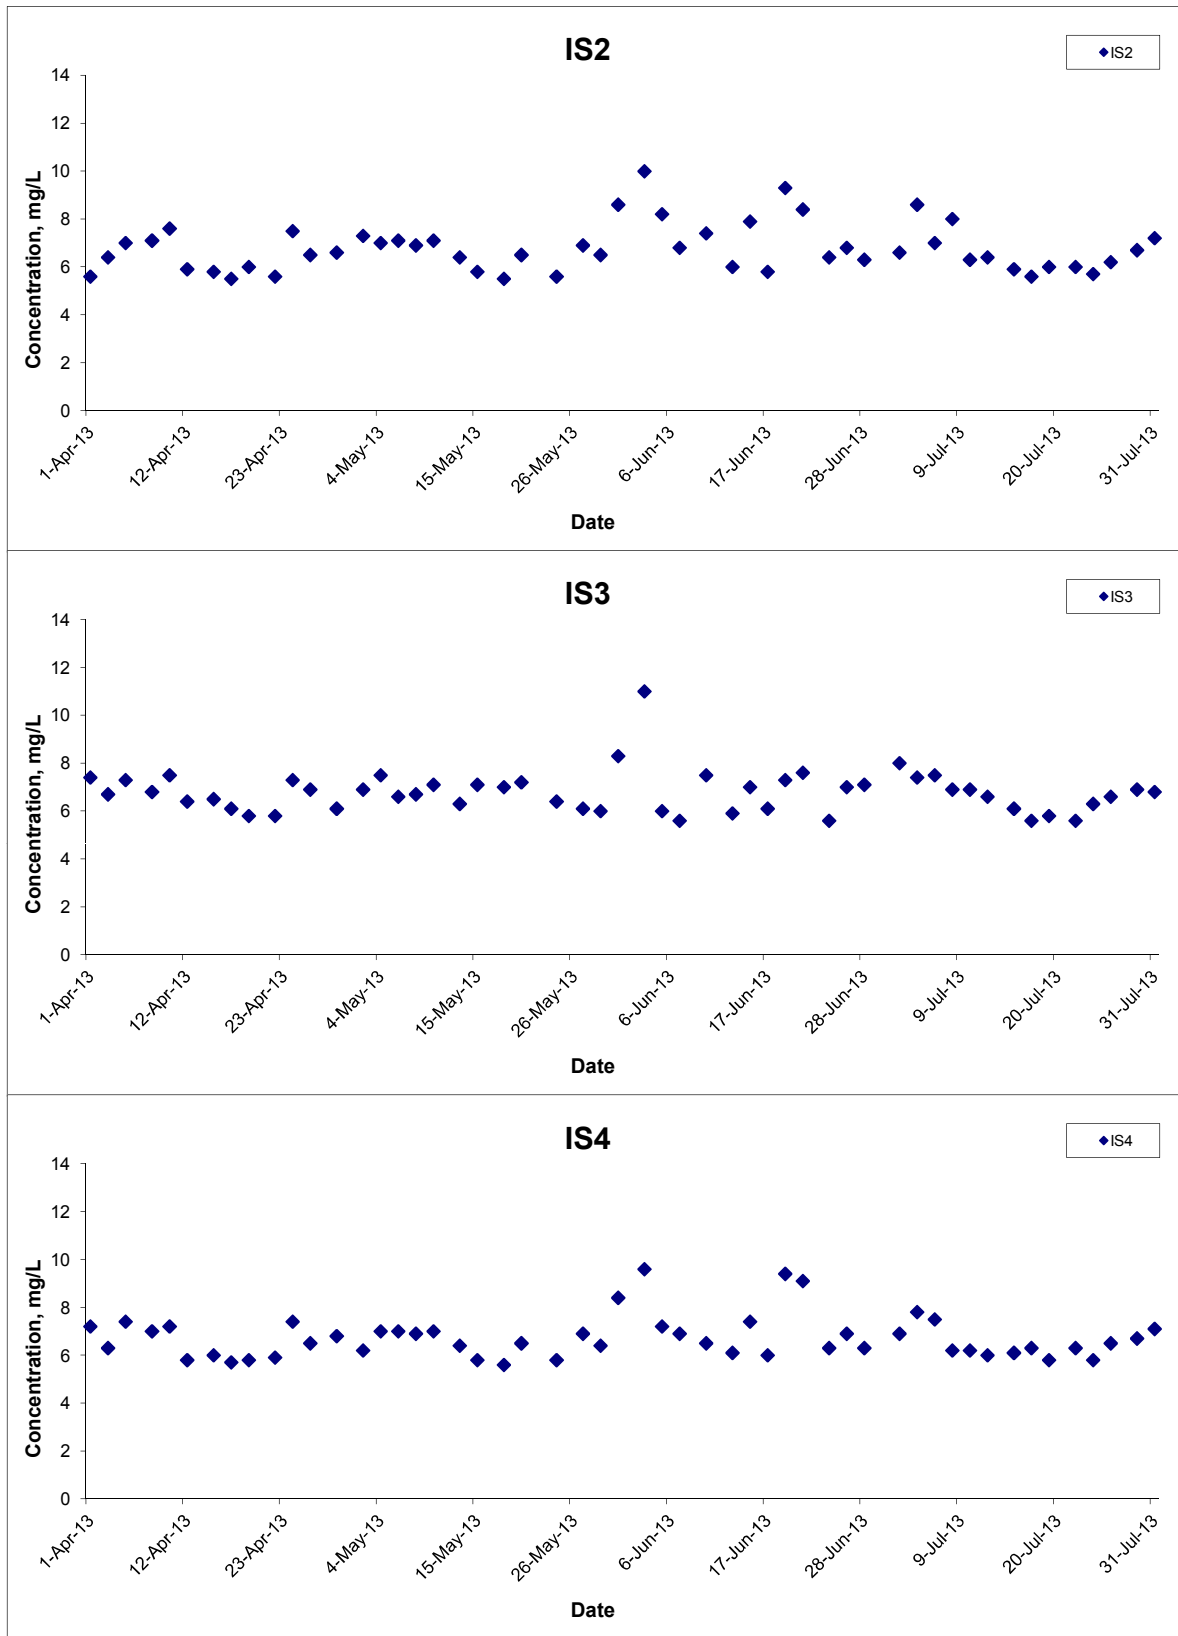 IS2
IS2
14
12
10
8
6
4
2
0
Concentration, mg/L
1-Apr-13
12-Apr-13
23-Apr-13
4-May-13
15-May-13
26-May-13
6-Jun-13
17-Jun-13
28-Jun-13
9-Jul-13
20-Jul-13
31-Jul-13
Date
IS3
IS3
14
12
10
8
6
4
2
0
Concentration, mg/L
1-Apr-13
12-Apr-13
23-Apr-13
4-May-13
15-May-13
26-May-13
6-Jun-13
17-Jun-13
28-Jun-13
9-Jul-13
20-Jul-13
31-Jul-13
Date
IS4
IS4
14
12
10
8
6
4
2
0
Concentration, mg/L
1-Apr-13
12-Apr-13
23-Apr-13
4-May-13
15-May-13
26-May-13
6-Jun-13
17-Jun-13
28-Jun-13
9-Jul-13
20-Jul-13
31-Jul-13
Date